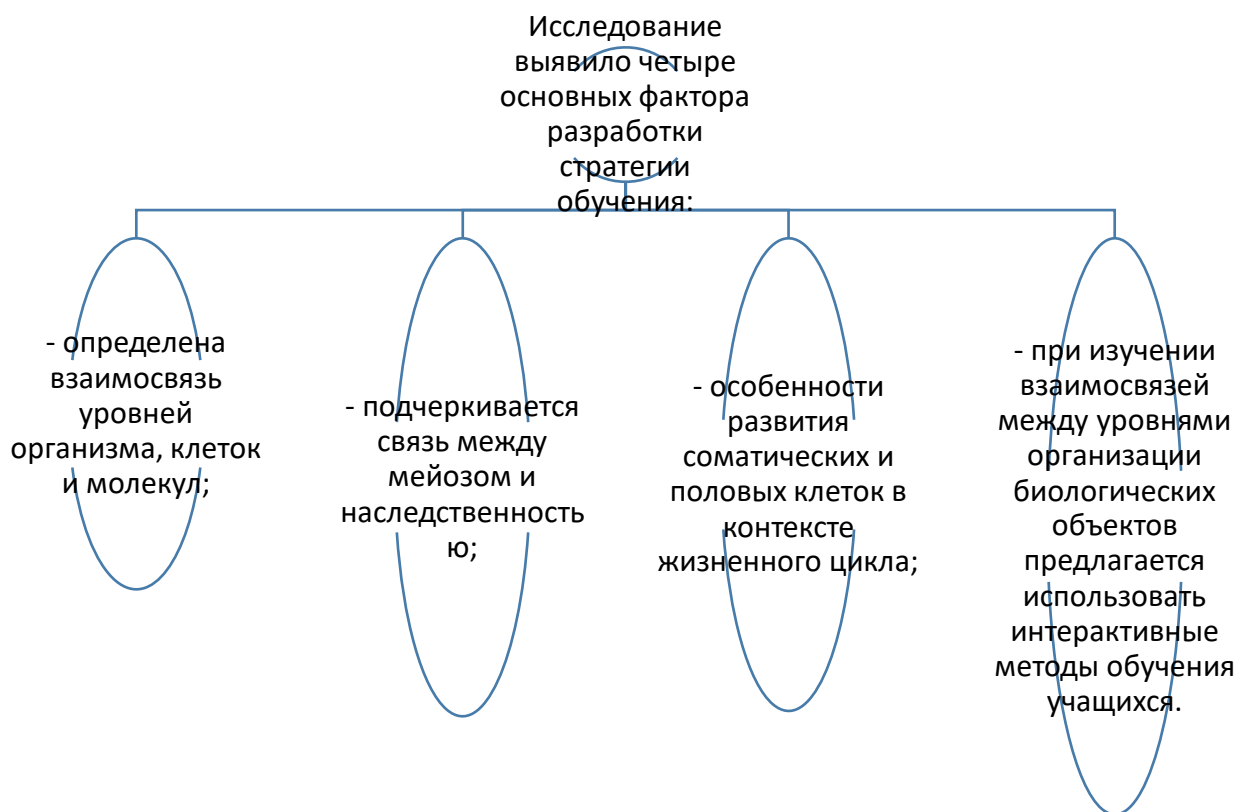 Исследование
выявило четыре
основных фактора
разработки
стратегии
обучения:
- определена
взаимосвязь
уровней
организма, клеток
и молекул;
- подчеркивается
связь между
мейозом и
наследственность
ю;
- особенности
развития
соматических и
половых клеток в
контексте
жизненного цикла;
- при изучении
взаимосвязей
между уровнями
организации
биологических
объектов
предлагается
использовать
интерактивные
методы обучения
учащихся.